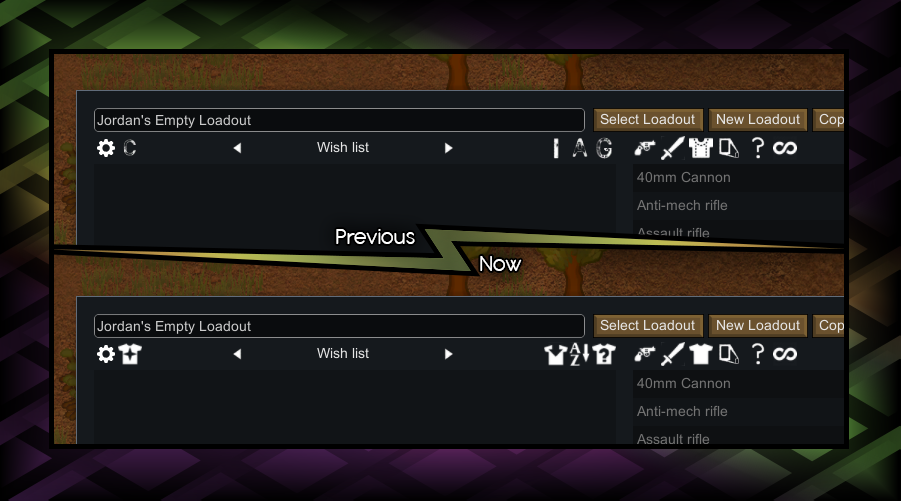 Jordan's Empty Loadout Select Loadout New Loadout Cop
C Wish list I A G ?
40mm Cannon
Anti-mech rifle
Assault rifle
Previous
Now
Jordan's Empty Loadout Select Loadout New Loadout Cop
Wish list A Z ? ?
40mm Cannon
Anti-mech rifle
Assault rifle